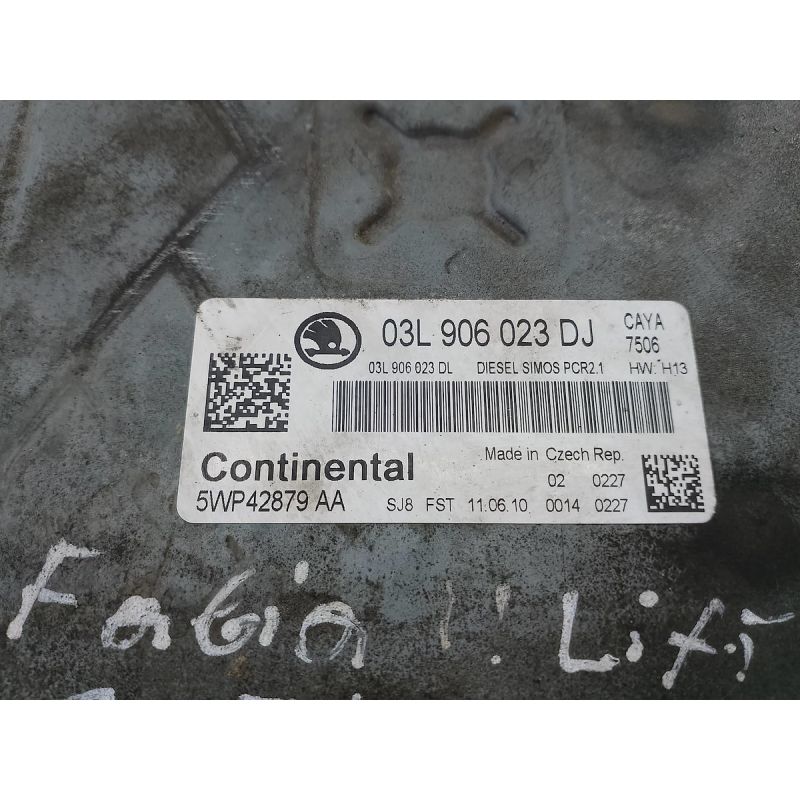 03L 906 023 DJ CAYA
7506
03L 906 023 DL DIESEL SIMOS PCR2.1 HW: H13
Continental Made in Czech Rep.
02 0227
5WP42879 AA SJ8 FST 11.06.10 0014 0227
Fabia !! Lift